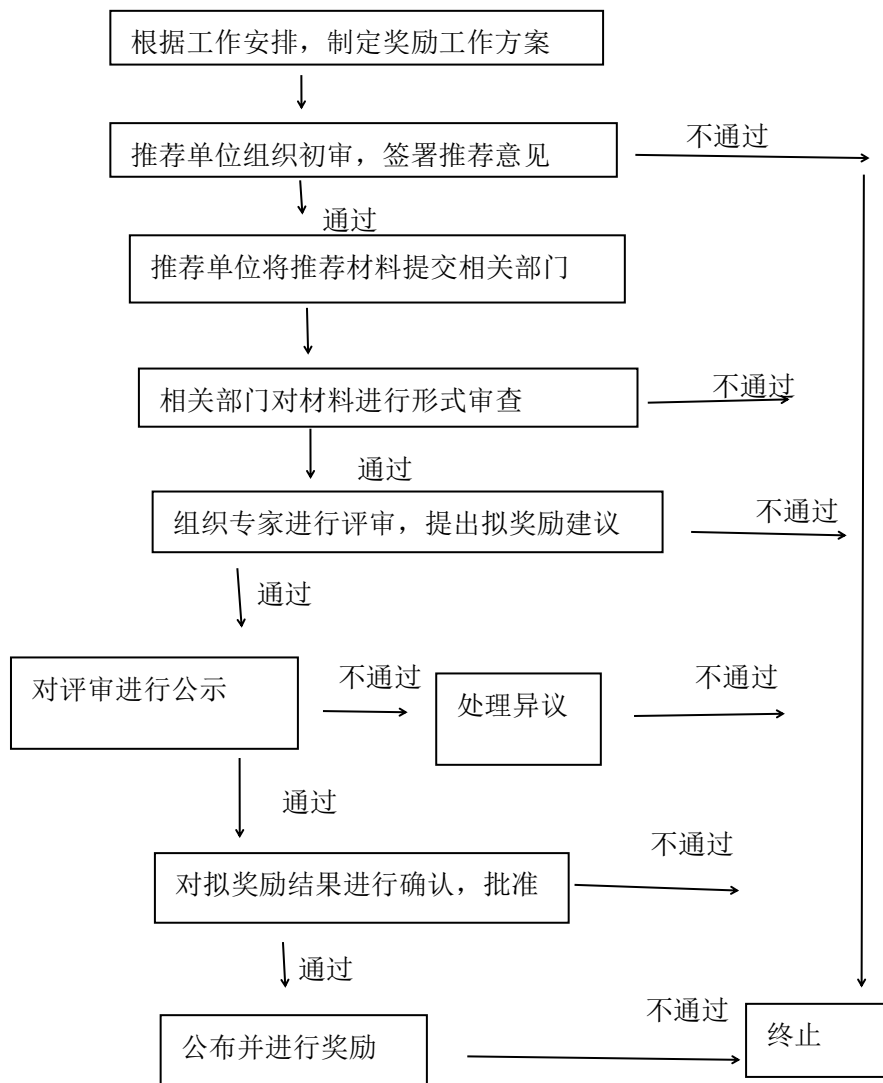 根据工作安排，制定奖励工作方案
不通过
推荐单位组织初审，签署推荐意见
通过
推荐单位将推荐材料提交相关部门
不通过
相关部门对材料进行形式审查
通过
不通过
组织专家进行评审，提出拟奖励建议
通过
对评审进行公示
不通过
处理异议
不通过
通过
不通过
对拟奖励结果进行确认，批准
通过
不通过
公布并进行奖励
终止